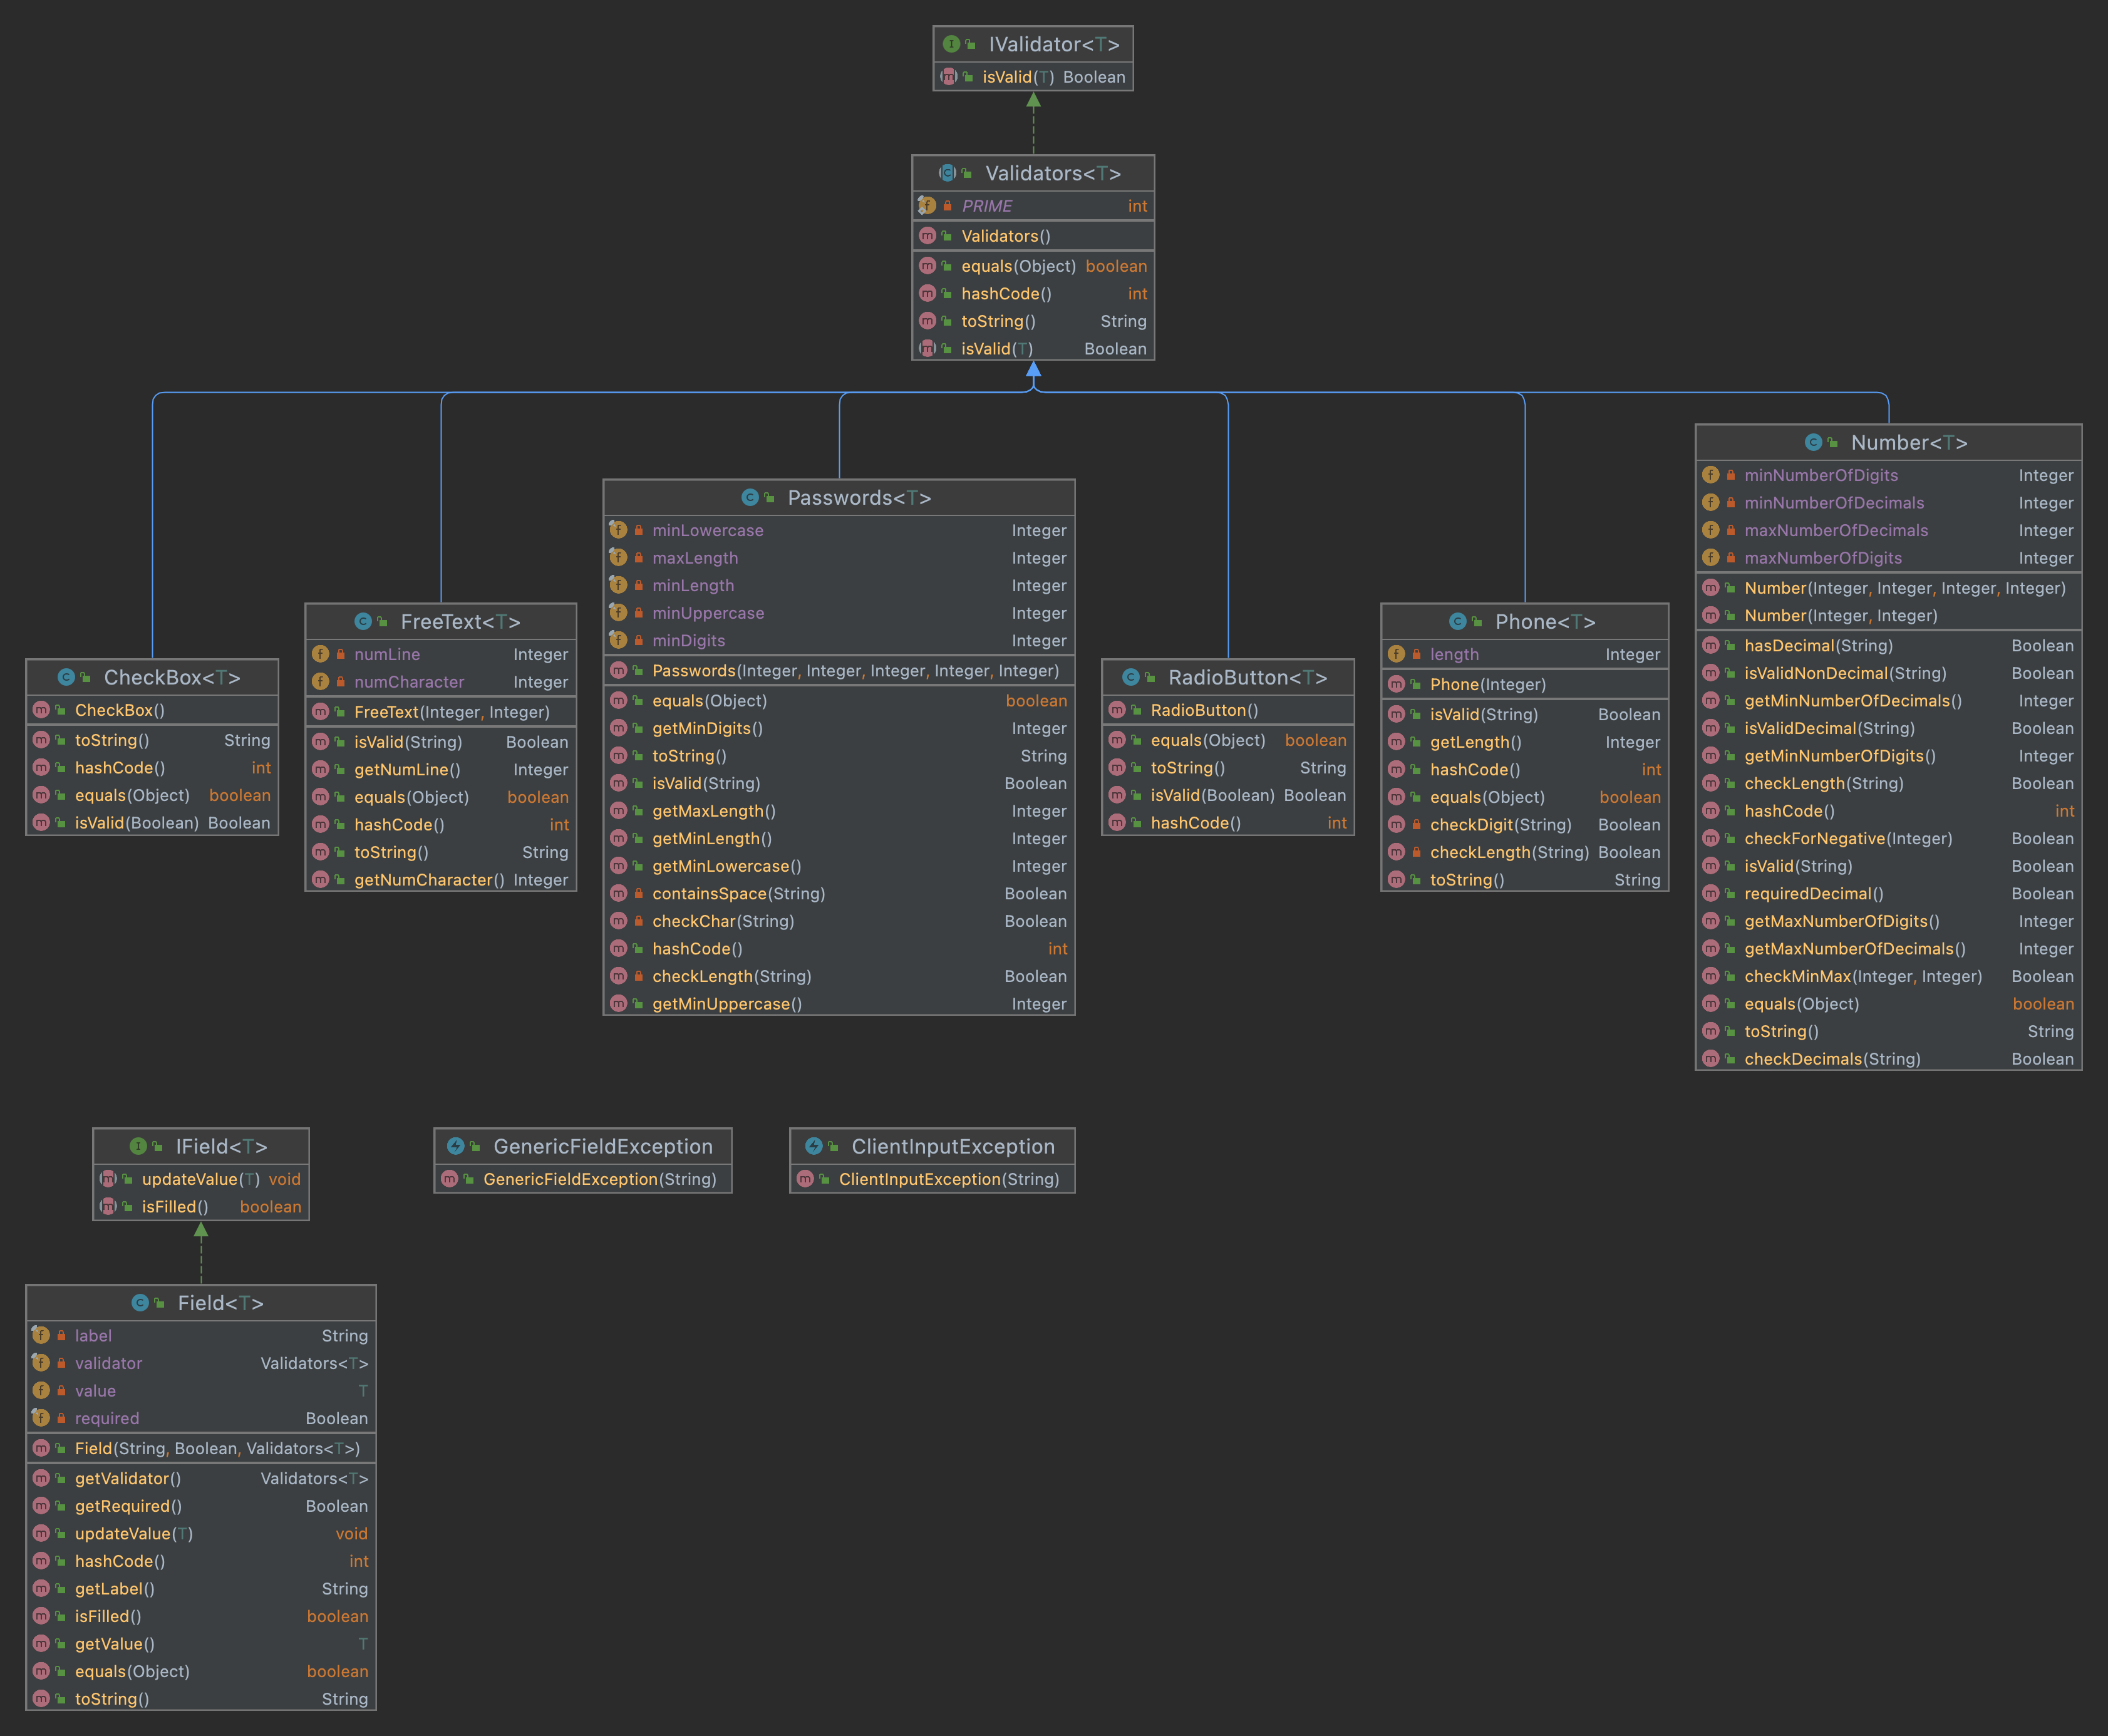 IValidator<T>
isValid(T) Boolean
Validators<T>
PRIME int
Validators()
equals(Object) boolean
hashCode() int
toString() String
isValid(T) Boolean
CheckBox<T>
CheckBox()
toString() String
hashCode() int
equals(Object) boolean
isValid(Boolean) Boolean
FreeText<T>
numLine Integer
numCharacter Integer
FreeText(Integer, Integer)
isValid(String) Boolean
getNumLine() Integer
equals(Object) boolean
hashCode() int
toString() String
getNumCharacter() Integer
Passwords<T>
minLowercase Integer
maxLength Integer
minLength Integer
minUppercase Integer
minDigits Integer
Passwords(Integer, Integer, Integer, Integer, Integer)
equals(Object) boolean
getMinDigits() Integer
toString() String
isValid(String) Boolean
getMaxLength() Integer
getMinLength() Integer
getMinLowercase() Integer
containsSpace(String) Boolean
checkChar(String) Boolean
hashCode() int
checkLength(String) Boolean
getMinUppercase() Integer
RadioButton<T>
RadioButton()
equals(Object) boolean
toString() String
isValid(Boolean) Boolean
hashCode() int
Phone<T>
length Integer
Phone(Integer)
isValid(String) Boolean
getLength() Integer
hashCode() int
equals(Object) boolean
checkDigit(String) Boolean
checkLength(String) Boolean
toString() String
Number<T>
minNumberOfDigits Integer
minNumberOfDecimals Integer
maxNumberOfDecimals Integer
maxNumberOfDigits Integer
Number(Integer, Integer, Integer, Integer)
Number(Integer, Integer)
hasDecimal(String) Boolean
isValidNonDecimal(String) Boolean
getMinNumberOfDecimals() Integer
isValidDecimal(String) Boolean
getMinNumberOfDigits() Integer
checkLength(String) Boolean
hashCode() int
checkForNegative(Integer) Boolean
isValid(String) Boolean
requiredDecimal() Boolean
getMaxNumberOfDigits() Integer
getMaxNumberOfDecimals() Integer
checkMinMax(Integer, Integer) Boolean
equals(Object) boolean
toString() String
checkDecimals(String) Boolean
IField<T>
updateValue(T) void
isFilled() boolean
GenericFieldException
GenericFieldException(String)
ClientInputException
ClientInputException(String)
Field<T>
label String
validator Validators<T>
value T
required Boolean
Field(String, Boolean, Validators<T>)
getValidator() Validators<T>
getRequired() Boolean
updateValue(T) void
hashCode() int
getLabel() String
isFilled() boolean
getValue() T
equals(Object) boolean
toString() String